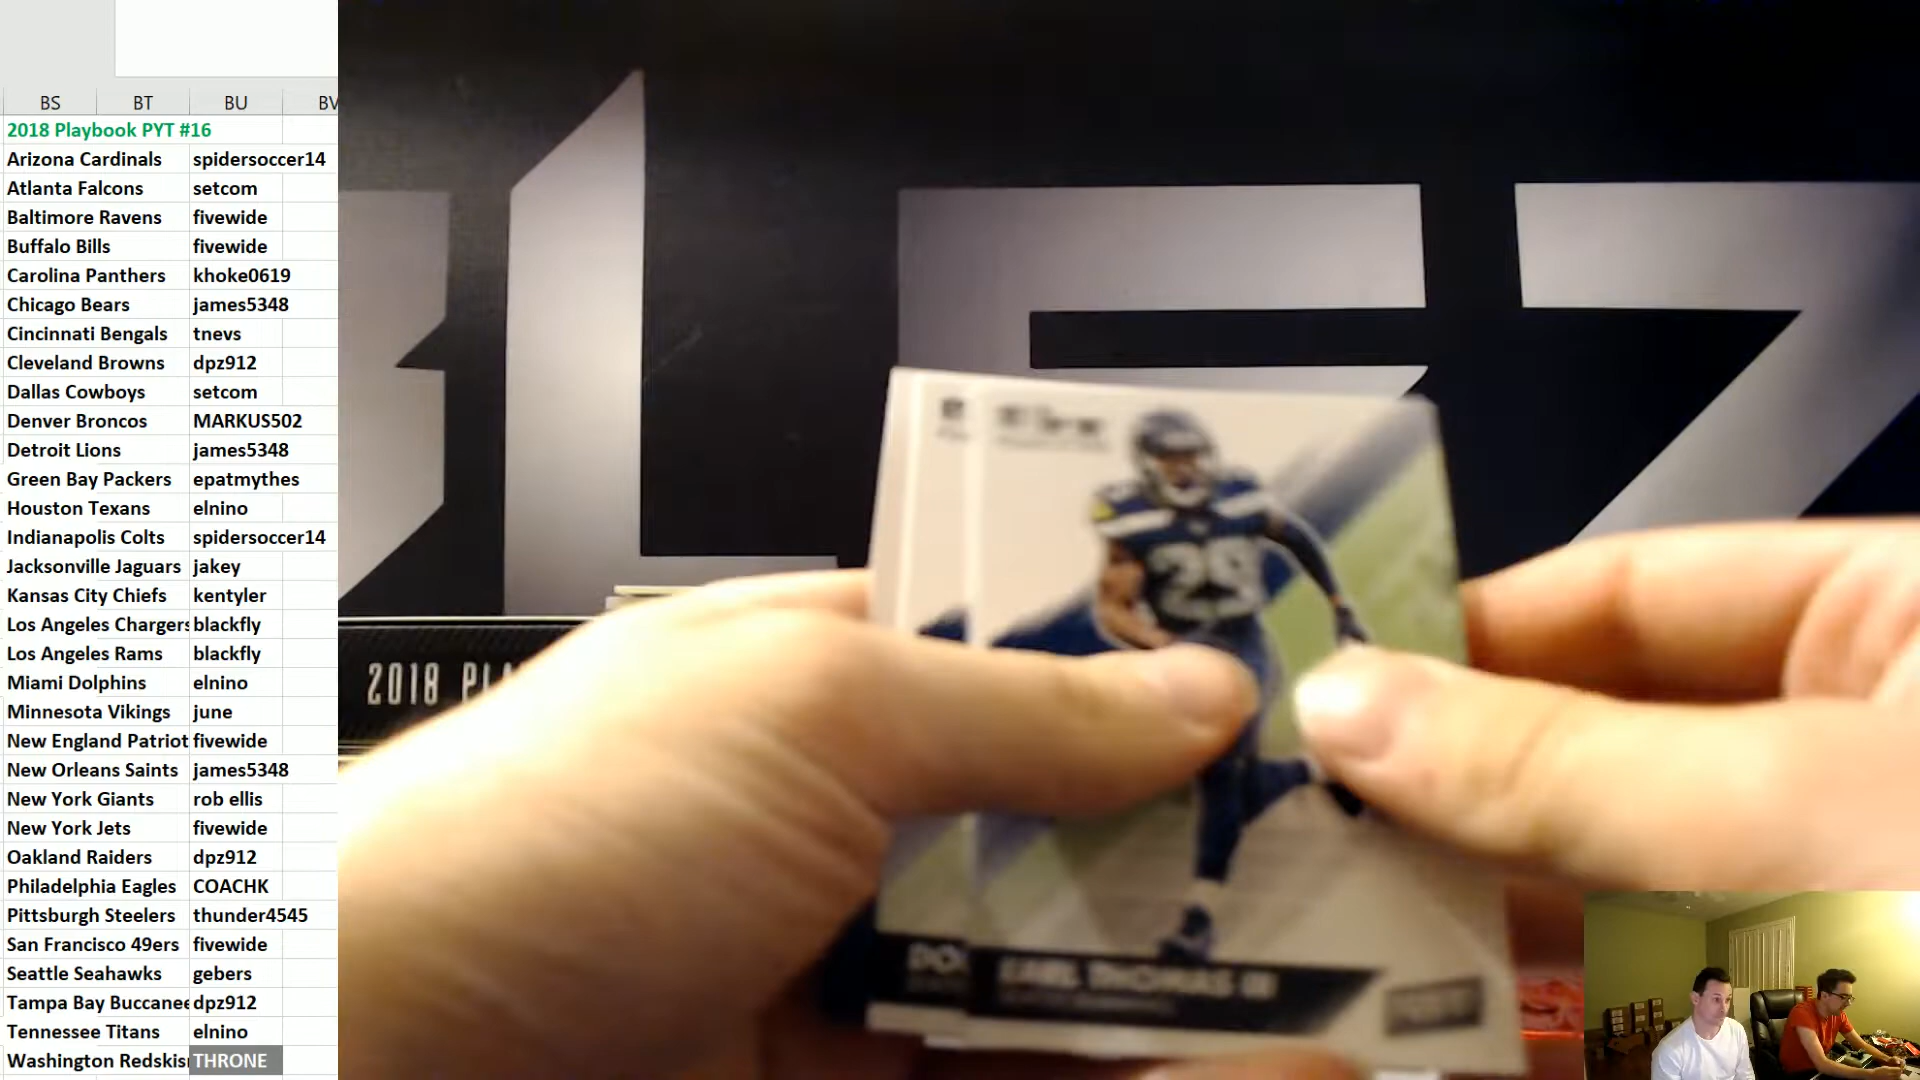 BS BT BU BV
2018 Playbook PYT #16
Arizona Cardinals spidersoccer14
Atlanta Falcons setcom
Baltimore Ravens fivewide
Buffalo Bills fivewide
Carolina Panthers khoke0619
Chicago Bears james5348
Cincinnati Bengals tnevs
Cleveland Browns dpz912
Dallas Cowboys setcom
Denver Broncos MARKUS502
Detroit Lions james5348
Green Bay Packers epatmythes
Houston Texans elnino
Indianapolis Colts spidersoccer14
Jacksonville Jaguars jakey
Kansas City Chiefs kentyler
Los Angeles Chargers blackfly
Los Angeles Rams blackfly
Miami Dolphins elnino
Minnesota Vikings june
New England Patriot fivewide
New Orleans Saints james5348
New York Giants rob ellis
New York Jets fivewide
Oakland Raiders dpz912
Philadelphia Eagles COACHK
Pittsburgh Steelers thunder4545
San Francisco 49ers fivewide
Seattle Seahawks gebers
Tampa Bay Buccanee dpz912
Tennessee Titans elnino
Washington Redskis THRONE
2018 PL
29
EARL THOMAS III